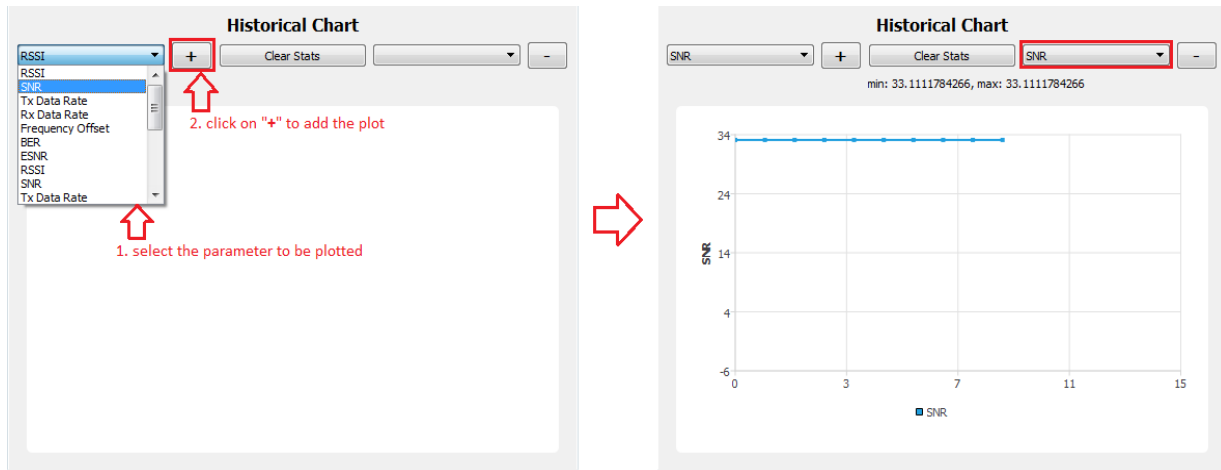 Historical Chart
RSSI
+
Clear Stats
-
RSSI
SNR
Tx Data Rate
Rx Data Rate
Frequency Offset
BER
ESNR
RSSI
SNR
Tx Data Rate
2. click on "+" to add the plot
1. select the parameter to be plotted
Historical Chart
SNR
+
Clear Stats
SNR
-
min: 33.1111784266, max: 33.1111784266
34
24
14
4
-6
SNR
0
3
7
11
15
SNR